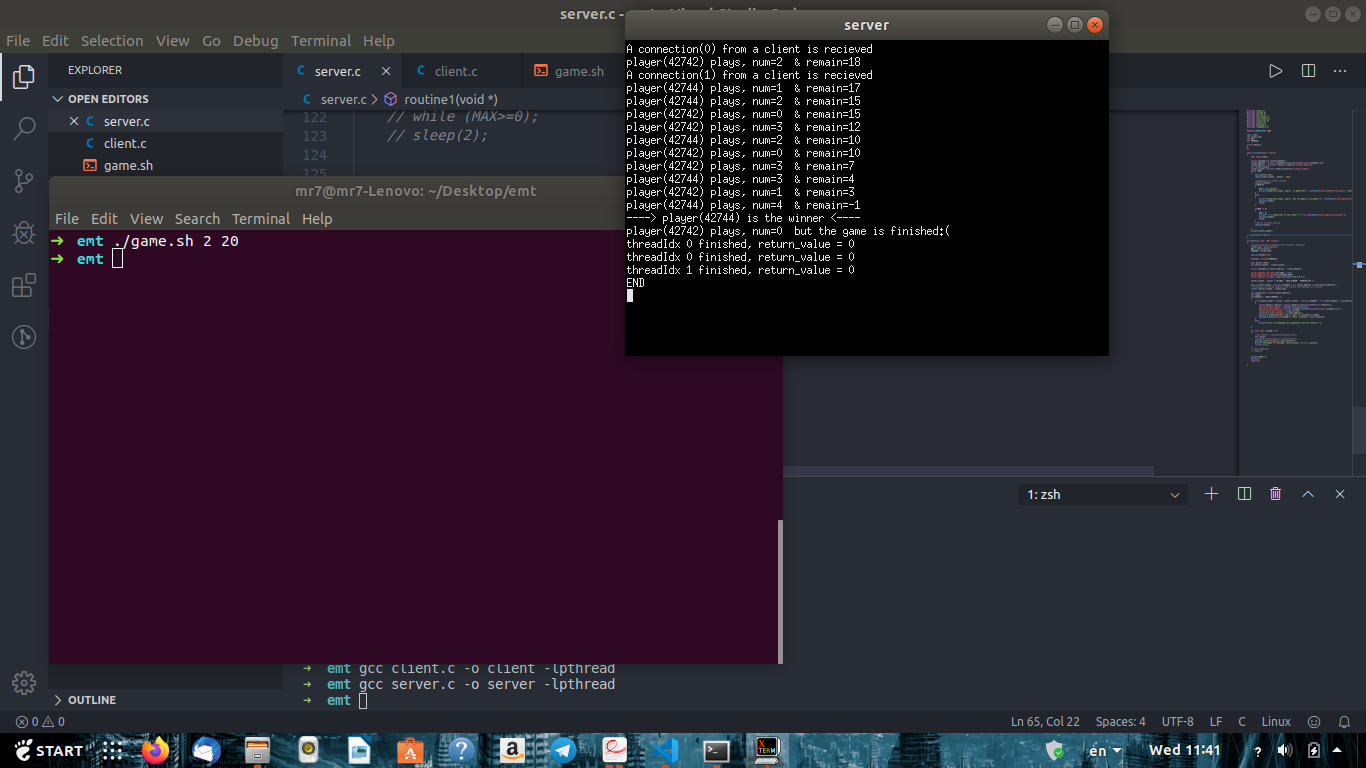 server.c -
File Edit Selection View Go Debug Terminal Help
EXPLORER
OPEN EDITORS
server.c
client.c
game.sh
server.c
client.c
game.sh
server.c > routine1(void *)
122 // while (MAX>=0);
123 // sleep(2);
124
125
server
A connection(0) from a client is recieved
player(42742) plays, num=2 & remain=18
A connection(1) from a client is recieved
player(42744) plays, num=1 & remain=17
player(42744) plays, num=2 & remain=15
player(42742) plays, num=0 & remain=15
player(42742) plays, num=3 & remain=12
player(42744) plays, num=2 & remain=10
player(42742) plays, num=0 & remain=10
player(42742) plays, num=3 & remain=7
player(42744) plays, num=3 & remain=4
player(42742) plays, num=1 & remain=3
player(42744) plays, num=4 & remain=-1
----> player(42744) is the winner <----
player(42742) plays, num=0 but the game is finished:(
threadIdx 0 finished, return_value = 0
threadIdx 0 finished, return_value = 0
threadIdx 1 finished, return_value = 0
END
mr7@mr7-Lenovo: ~/Desktop/emt
File Edit View Search Terminal Help
➜ emt ./game.sh 2 20
➜ emt
1: zsh
➜ emt gcc client.c -o client -lpthread
➜ emt gcc server.c -o server -lpthread
➜ emt
OUTLINE
0 0
Ln 65, Col 22 Spaces: 4 UTF-8 LF C Linux
START
en
Wed 11:41